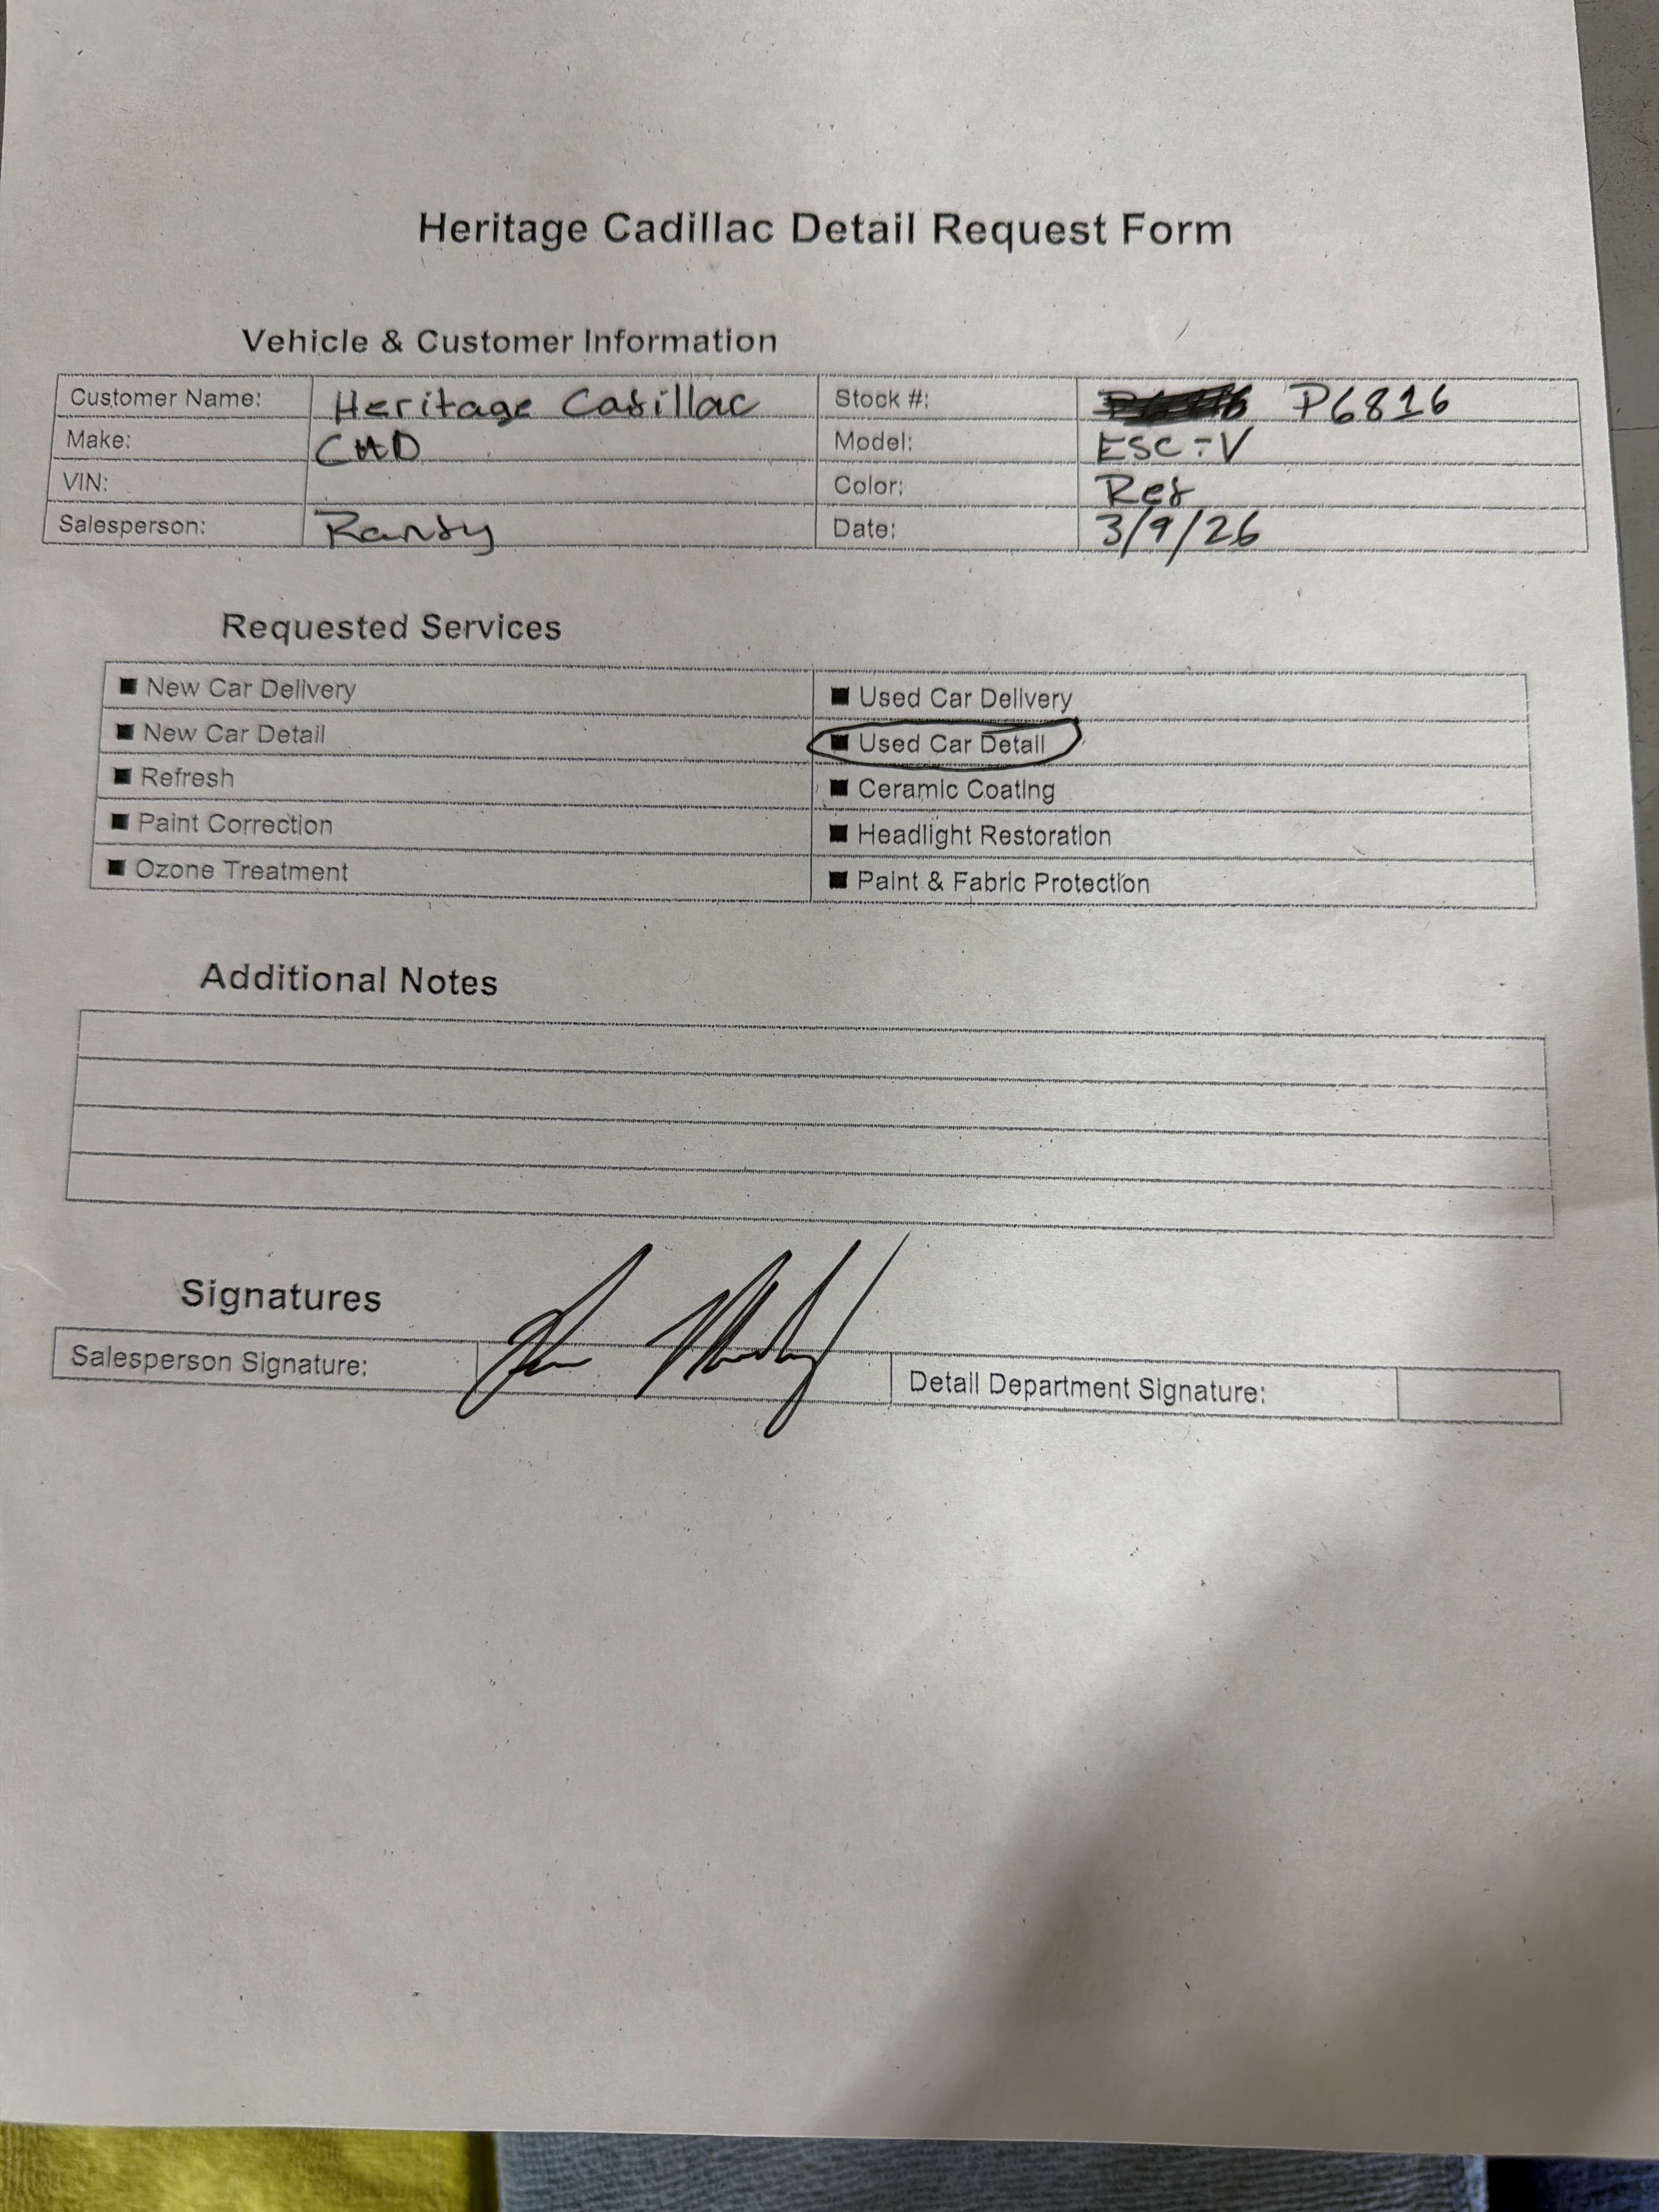 Heritage Cadillac Detail Request Form
Vehicle & Customer Information
Customer Name: Heritage Cadillac Stock #: P6816
Make: CAD Model: ESC-V
VIN: Color: Red
Salesperson: Randy Date: 3/9/26
Requested Services
■ New Car Delivery ■ Used Car Delivery
■ New Car Detail ■ Used Car Detail
■ Refresh ■ Ceramic Coating
■ Paint Correction ■ Headlight Restoration
■ Ozone Treatment ■ Paint & Fabric Protection
Additional Notes
Signatures
Salesperson Signature: Detail Department Signature: